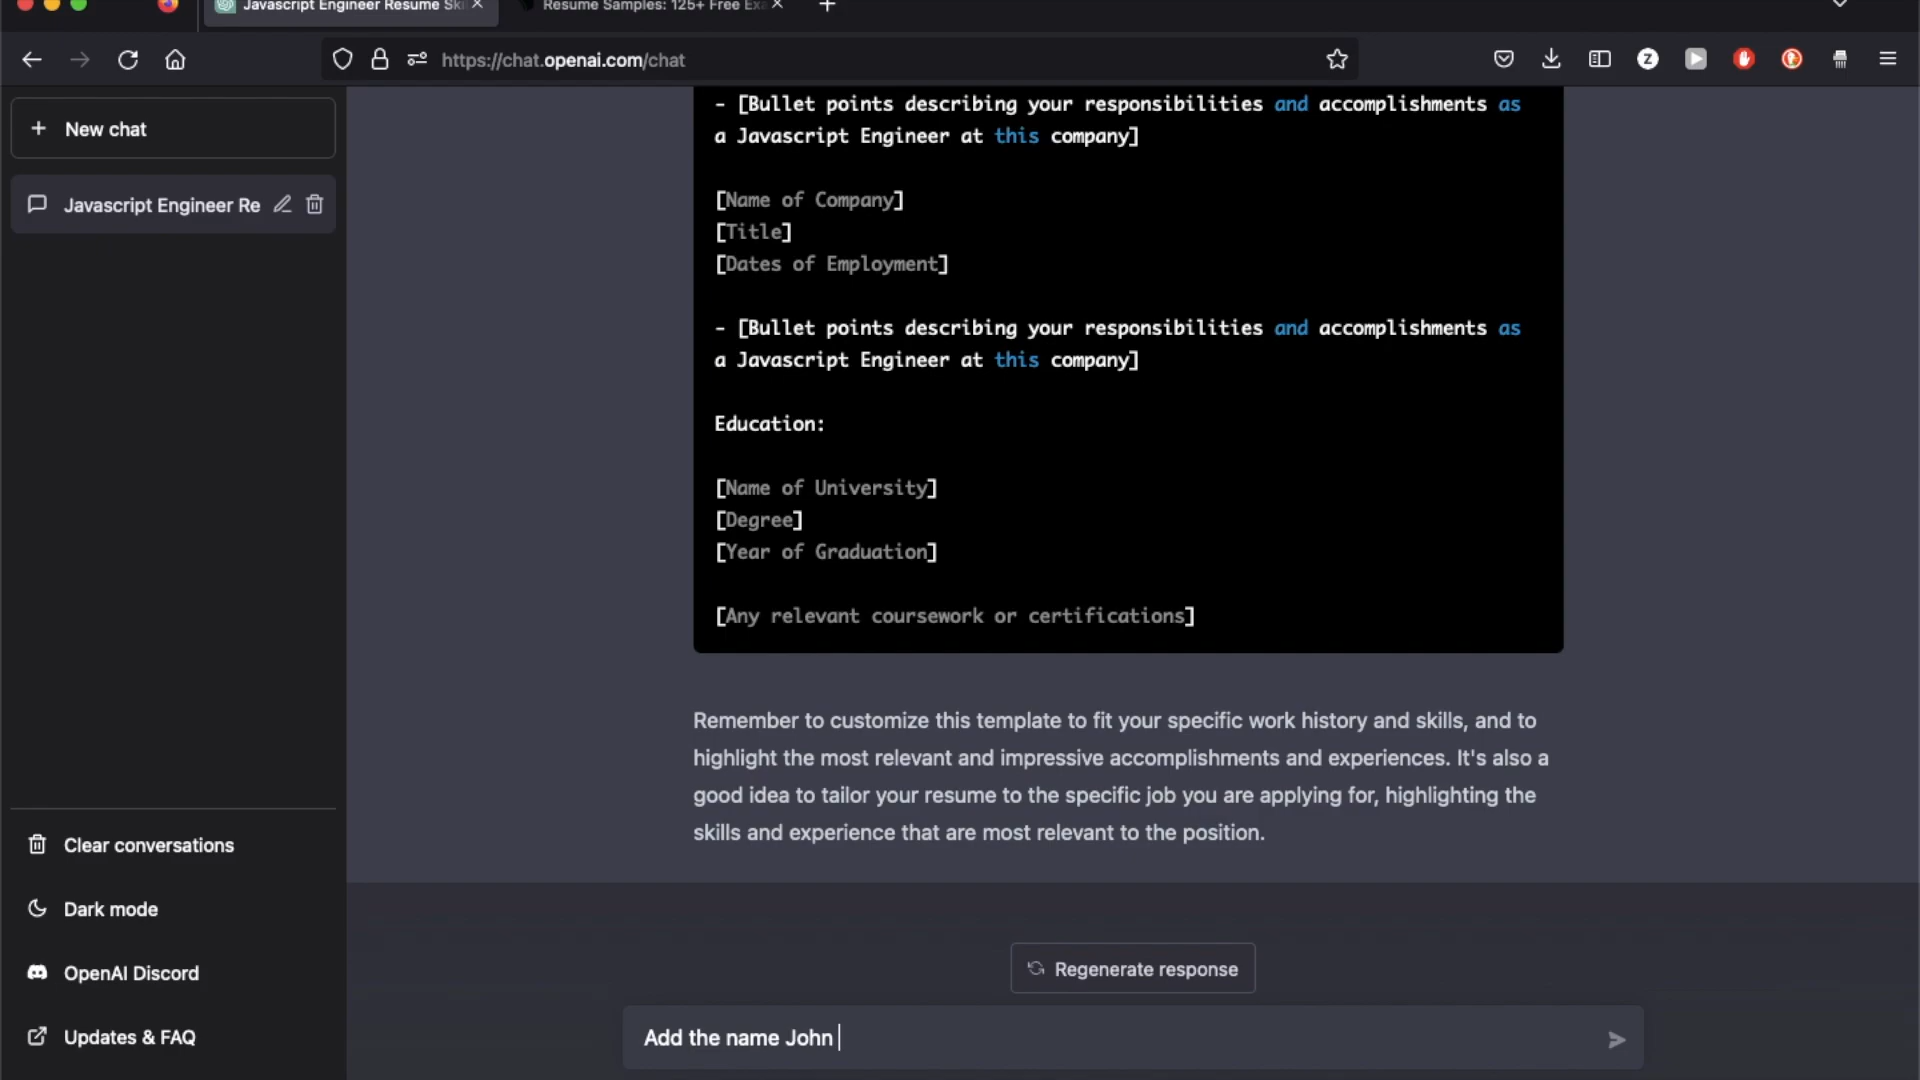 Javascript Engineer Resume Ski
Resume Samples: 125+ Free Exa
https://chat.openai.com/chat
New chat
Javascript Engineer Re
- [Bullet points describing your responsibilities and accomplishments as
a Javascript Engineer at this company]
[Name of Company]
[Title]
[Dates of Employment]
- [Bullet points describing your responsibilities and accomplishments as
a Javascript Engineer at this company]
Education:
[Name of University]
[Degree]
[Year of Graduation]
[Any relevant coursework or certifications]
Remember to customize this template to fit your specific work history and skills, and to
highlight the most relevant and impressive accomplishments and experiences. It's also a
good idea to tailor your resume to the specific job you are applying for, highlighting the
skills and experience that are most relevant to the position.
Clear conversations
Dark mode
OpenAI Discord
Updates & FAQ
Regenerate response
Add the name John